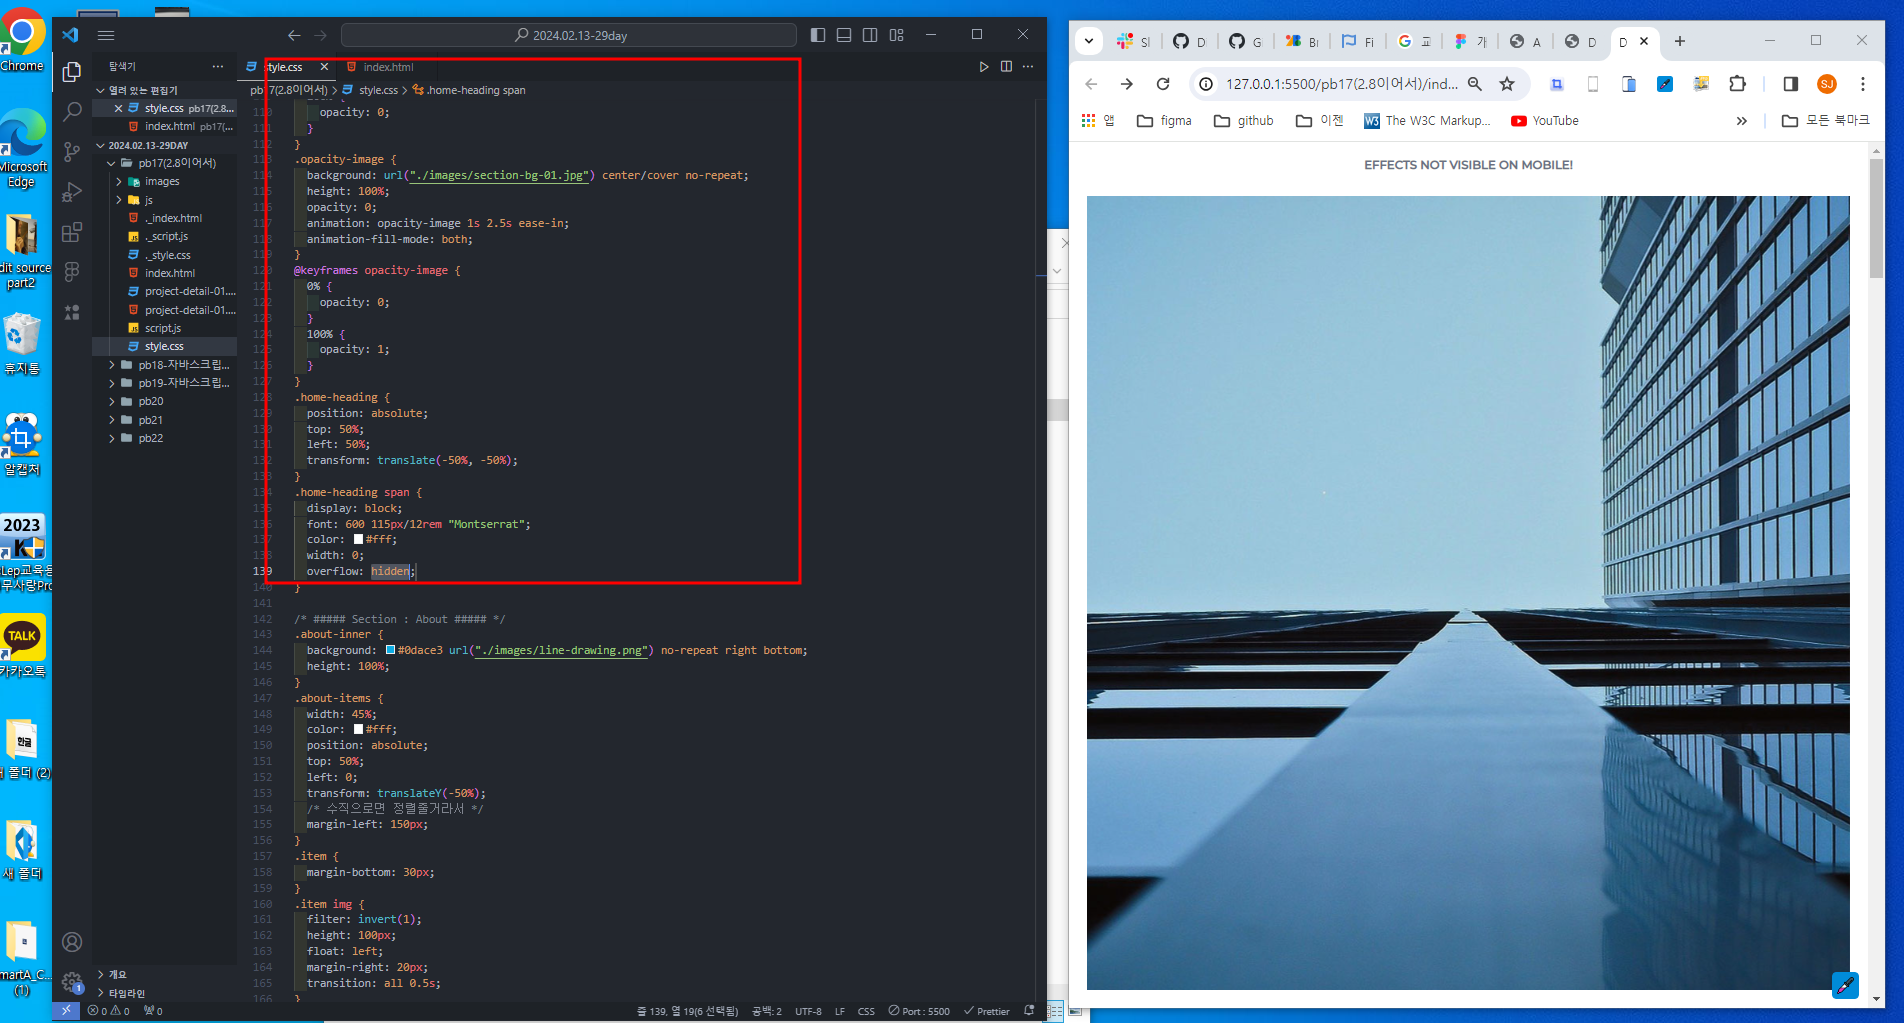 Chrome
Microsoft
Edge
dit source
part2
휴지통
알캡처
2023
K
Lep교육용
무사랑Pro
TALK
카카오톡
한글
새 폴더 (2)
새 폴더
martA_C...
(1)
2024.02.13-29day
탐색기
열려 있는 편집기
style.css pb17(2.8...
index.html pb17(...
2024.02.13-29DAY
pb17(2.8이어서)
images
js
._index.html
._script.js
._style.css
index.html
project-detail-01....
project-detail-01....
script.js
style.css
pb18-자바스크립...
pb19-자바스크립...
pb20
pb21
pb22
개요
타임라인
style.css
index.html
pb17(2.8이어서) > style.css > .home-heading span
110 opacity: 0;
111 }
112 }
113 .opacity-image {
114 background: url("./images/section-bg-01.jpg") center/cover no-repeat;
115 height: 100%;
116 opacity: 0;
117 animation: opacity-image 1s 2.5s ease-in;
118 animation-fill-mode: both;
119 }
120 @keyframes opacity-image {
121 0% {
122 opacity: 0;
123 }
124 100% {
125 opacity: 1;
126 }
127 }
128 .home-heading {
129 position: absolute;
130 top: 50%;
131 left: 50%;
132 transform: translate(-50%, -50%);
133 }
134 .home-heading span {
135 display: block;
136 font: 600 115px/12rem "Montserrat";
137 color: #fff;
138 width: 0;
139 overflow: hidden;
140 }
141
142 /* ##### Section : About ##### */
143 .about-inner {
144 background: #0dace3 url("./images/line-drawing.png") no-repeat right bottom;
145 height: 100%;
146 }
147 .about-items {
148 width: 45%;
149 color: #fff;
150 position: absolute;
151 top: 50%;
152 left: 0;
153 transform: translateY(-50%);
154 /* 수직으로면 정렬줄거라서 */
155 margin-left: 150px;
156 }
157 .item {
158 margin-bottom: 30px;
159 }
160 .item img {
161 filter: invert(1);
162 height: 100px;
163 float: left;
164 margin-right: 20px;
165 transition: all 0.5s;
166 }
0 0 0
줄 139, 열 19(6 선택됨) 공백: 2 UTF-8 LF CSS Port : 5500 Prettier
Sl D G Br Fi 교 가 A D D
127.0.0.1:5500/pb17(2.8이어서)/ind...
SJ
앱 figma github 이젠 The W3C Markup... YouTube 모든 북마크
EFFECTS NOT VISIBLE ON MOBILE!